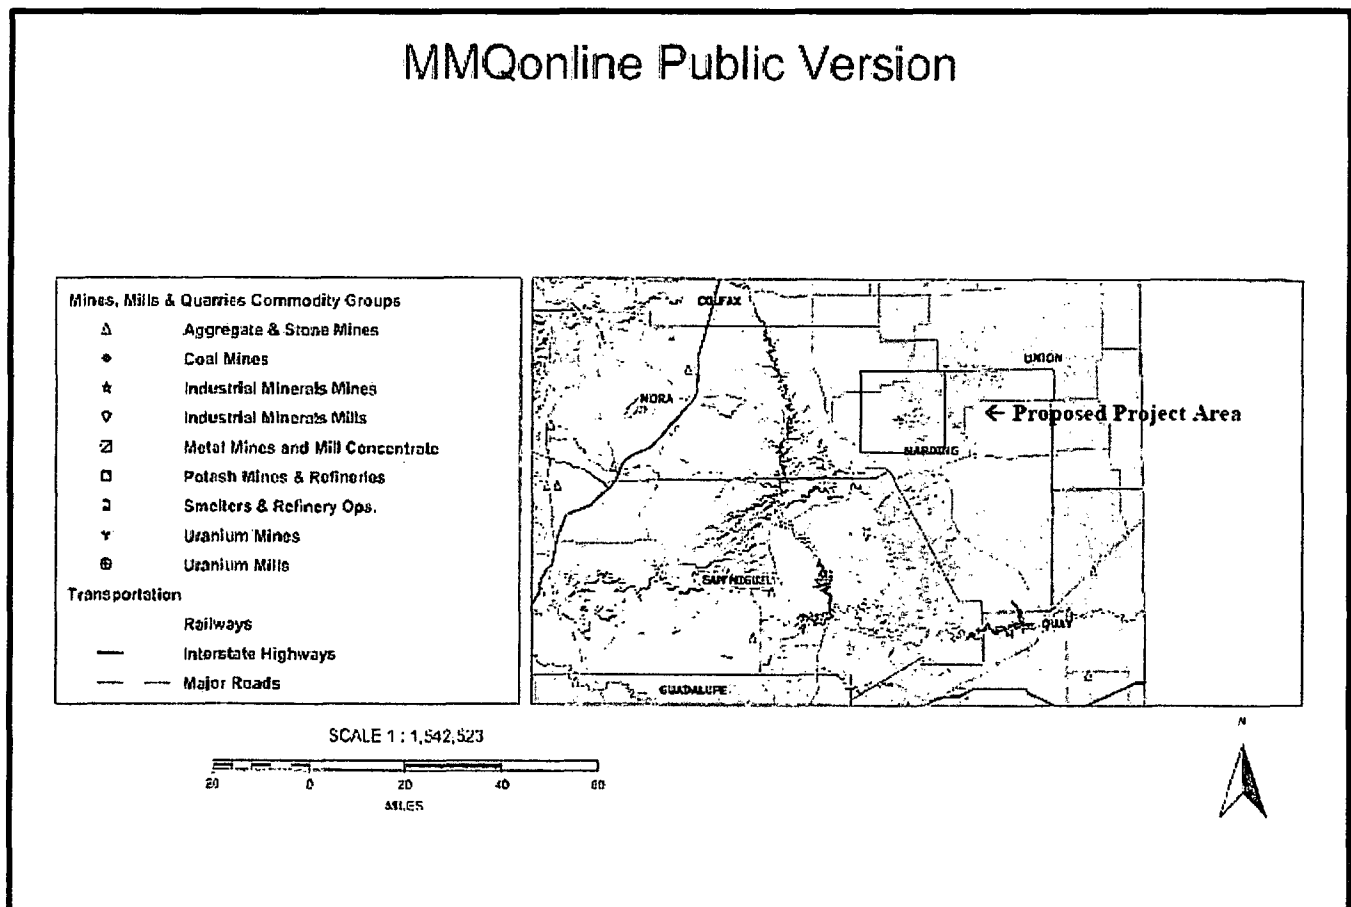 MMQonline Public Version
Mines, Mills & Quarries Commodity Groups
Aggregate & Stone Mines
Coal Mines
Industrial Minerals Mines
Industrial Minerals Mills
Metal Mines and Mill Concentrate
Potash Mines & Refineries
Smelters & Refinery Ops.
Uranium Mines
Uranium Mills
Transportation
Railways
Interstate Highways
Major Roads
COLFAX
UNION
MORA
← Proposed Project Area
HARDING
SAN MIGUEL
QUAY
GUADALUPE
SCALE 1 : 1,542,523
20 0 20 40 60
MILES
N